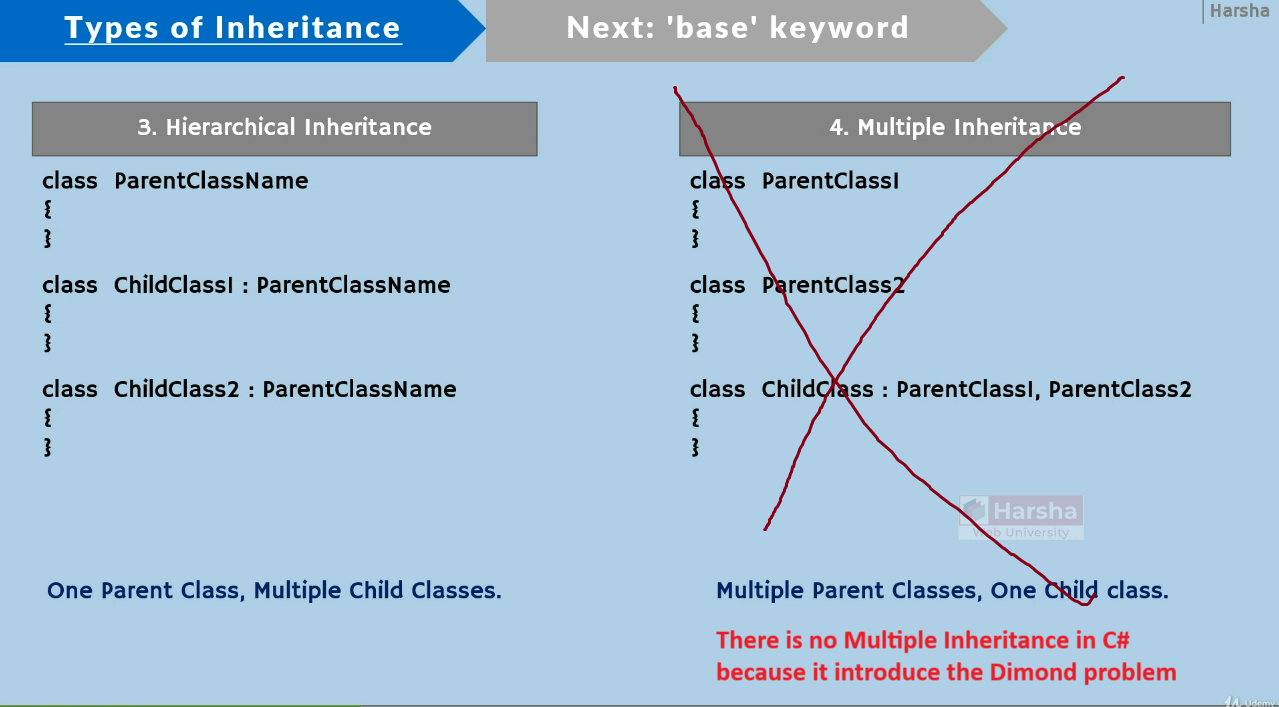 Types of Inheritance
Next: 'base' keyword
Harsha
3. Hierarchical Inheritance
class ParentClassName
{
}
class ChildClass1 : ParentClassName
{
}
class ChildClass2 : ParentClassName
{
}
One Parent Class, Multiple Child Classes.
4. Multiple Inheritance
class ParentClass1
{
}
class ParentClass2
{
}
class ChildClass : ParentClass1, ParentClass2
{
}
Harsha
Web University
Multiple Parent Classes, One Child class.
There is no Multiple Inheritance in C#
because it introduce the Dimond problem
Udemy